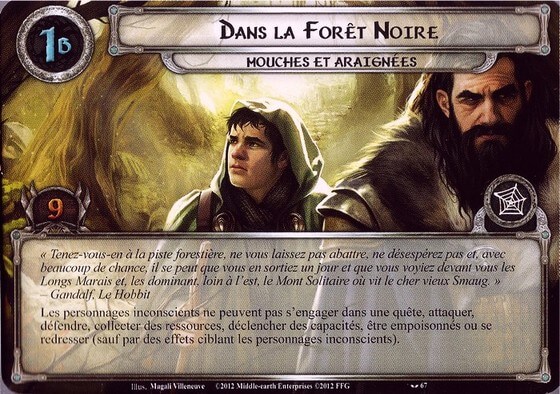 1B
DANS LA FORÊT NOIRE
MOUCHES ET ARAIGNÉES
9
« Tenez-vous-en à la piste forestière, ne vous laissez pas abattre, ne désespérez pas et, avec
beaucoup de chance, il se peut que vous en sortiez un jour et que vous voyiez devant vous les
Longs Marais et, les dominant, loin à l'est, le Mont Solitaire où vit le cher vieux Smaug. »
Gandalf, Le Hobbit
Les personnages inconscients ne peuvent pas s'engager dans une quête, attaquer,
défendre, collecter des ressources, déclencher des capacités, être empoisonnés ou se
redresser (sauf par des effets ciblant les personnages inconscients).
Illus. Magali Villeneuve ©2012 Middle-earth Enterprises ©2012 FFG 67